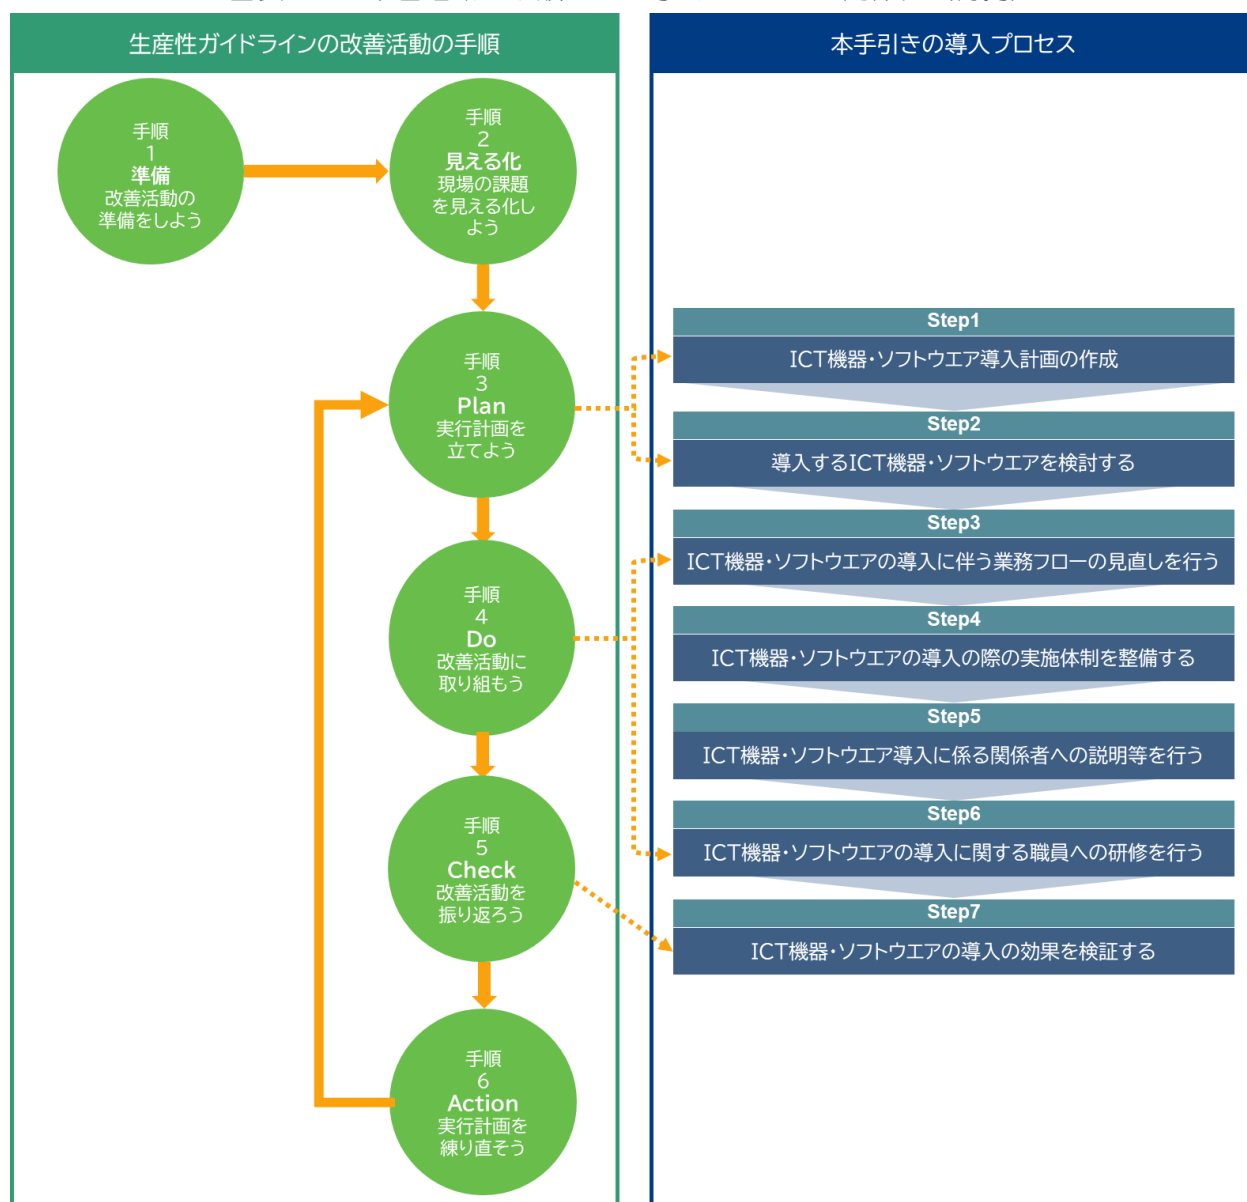 生産性ガイドラインの改善活動の手順
手順
1
準備
改善活動の
準備をしよう
手順
2
見える化
現場の課題
を見える化し
よう
手順
3
Plan
実行計画を
立てよう
手順
4
Do
改善活動に
取り組もう
手順
5
Check
改善活動を
振り返ろう
手順
6
Action
実行計画を
練り直そう
本手引きの導入プロセス
Step1
ICT機器・ソフトウエア導入計画の作成
Step2
導入するICT機器・ソフトウエアを検討する
Step3
ICT機器・ソフトウエアの導入に伴う業務フローの見直しを行う
Step4
ICT機器・ソフトウエアの導入の際の実施体制を整備する
Step5
ICT機器・ソフトウエア導入に係る関係者への説明等を行う
Step6
ICT機器・ソフトウエアの導入に関する職員への研修を行う
Step7
ICT機器・ソフトウエアの導入の効果を検証する